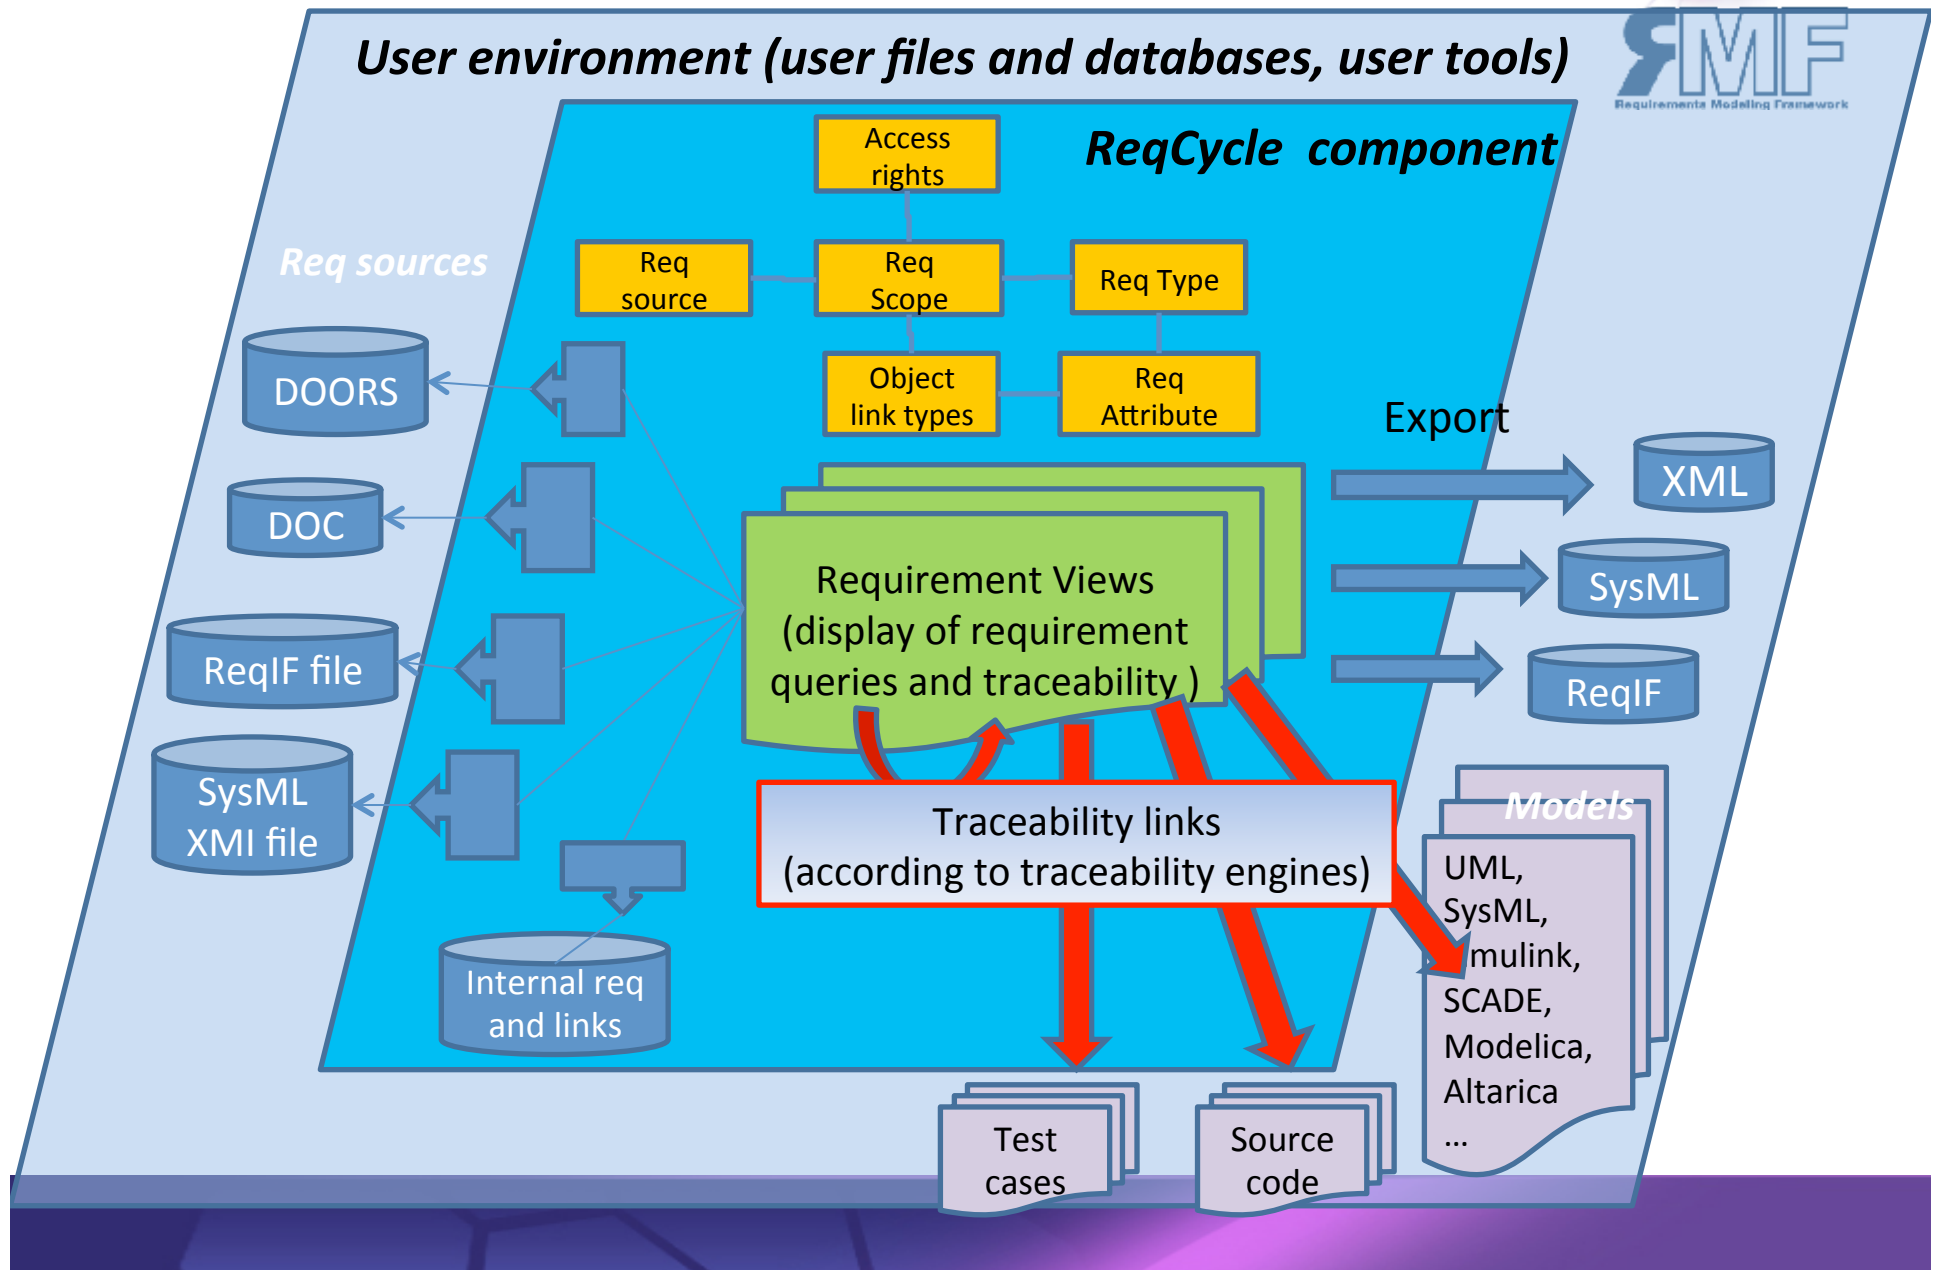 User environment (user files and databases, user tools)
RMF
Requirements Modeling Framework
ReqCycle component
Access
rights
Req sources
Req
source
Req
Scope
Req Type
Object
link types
Req
Attribute
DOORS
DOC
ReqIF file
SysML
XMI file
Internal req
and links
Requirement Views
(display of requirement
queries and traceability )
Export
XML
SysML
ReqIF
Traceability links
(according to traceability engines)
Models
UML,
SysML,
mulink,
SCADE,
Modelica,
Altarica
...
Test
cases
Source
code